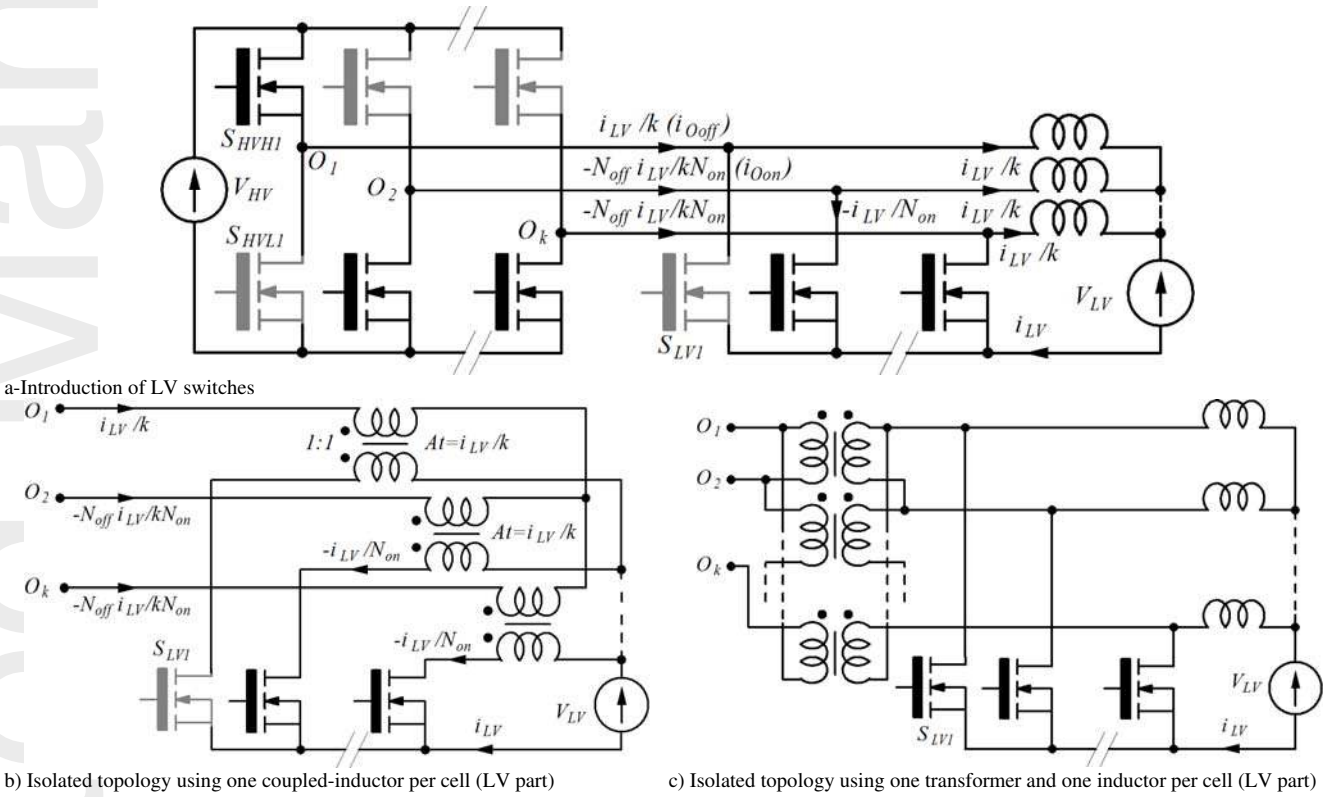 S_HVH1
O_1
i_LV /k (i_Ooff)
-N_off i_LV/kN_on (i_Oon)
i_LV/k
V_HV
O_2
-N_off i_LV/kN_on
-i_LV/N_on
i_LV/k
S_HVL1
O_k
i_LV/k
V_LV
S_LV1
i_LV
a-Introduction of LV switches
O_1
i_LV /k
1:1
At=i_LV /k
O_2
-N_off i_LV/kN_on
At=i_LV /k
-i_LV/N_on
O_k
-N_off i_LV/kN_on
-i_LV/N_on
S_LV1
V_LV
i_LV
b) Isolated topology using one coupled-inductor per cell (LV part)
O_1
O_2
O_k
V_LV
S_LV1
i_LV
c) Isolated topology using one transformer and one inductor per cell (LV part)